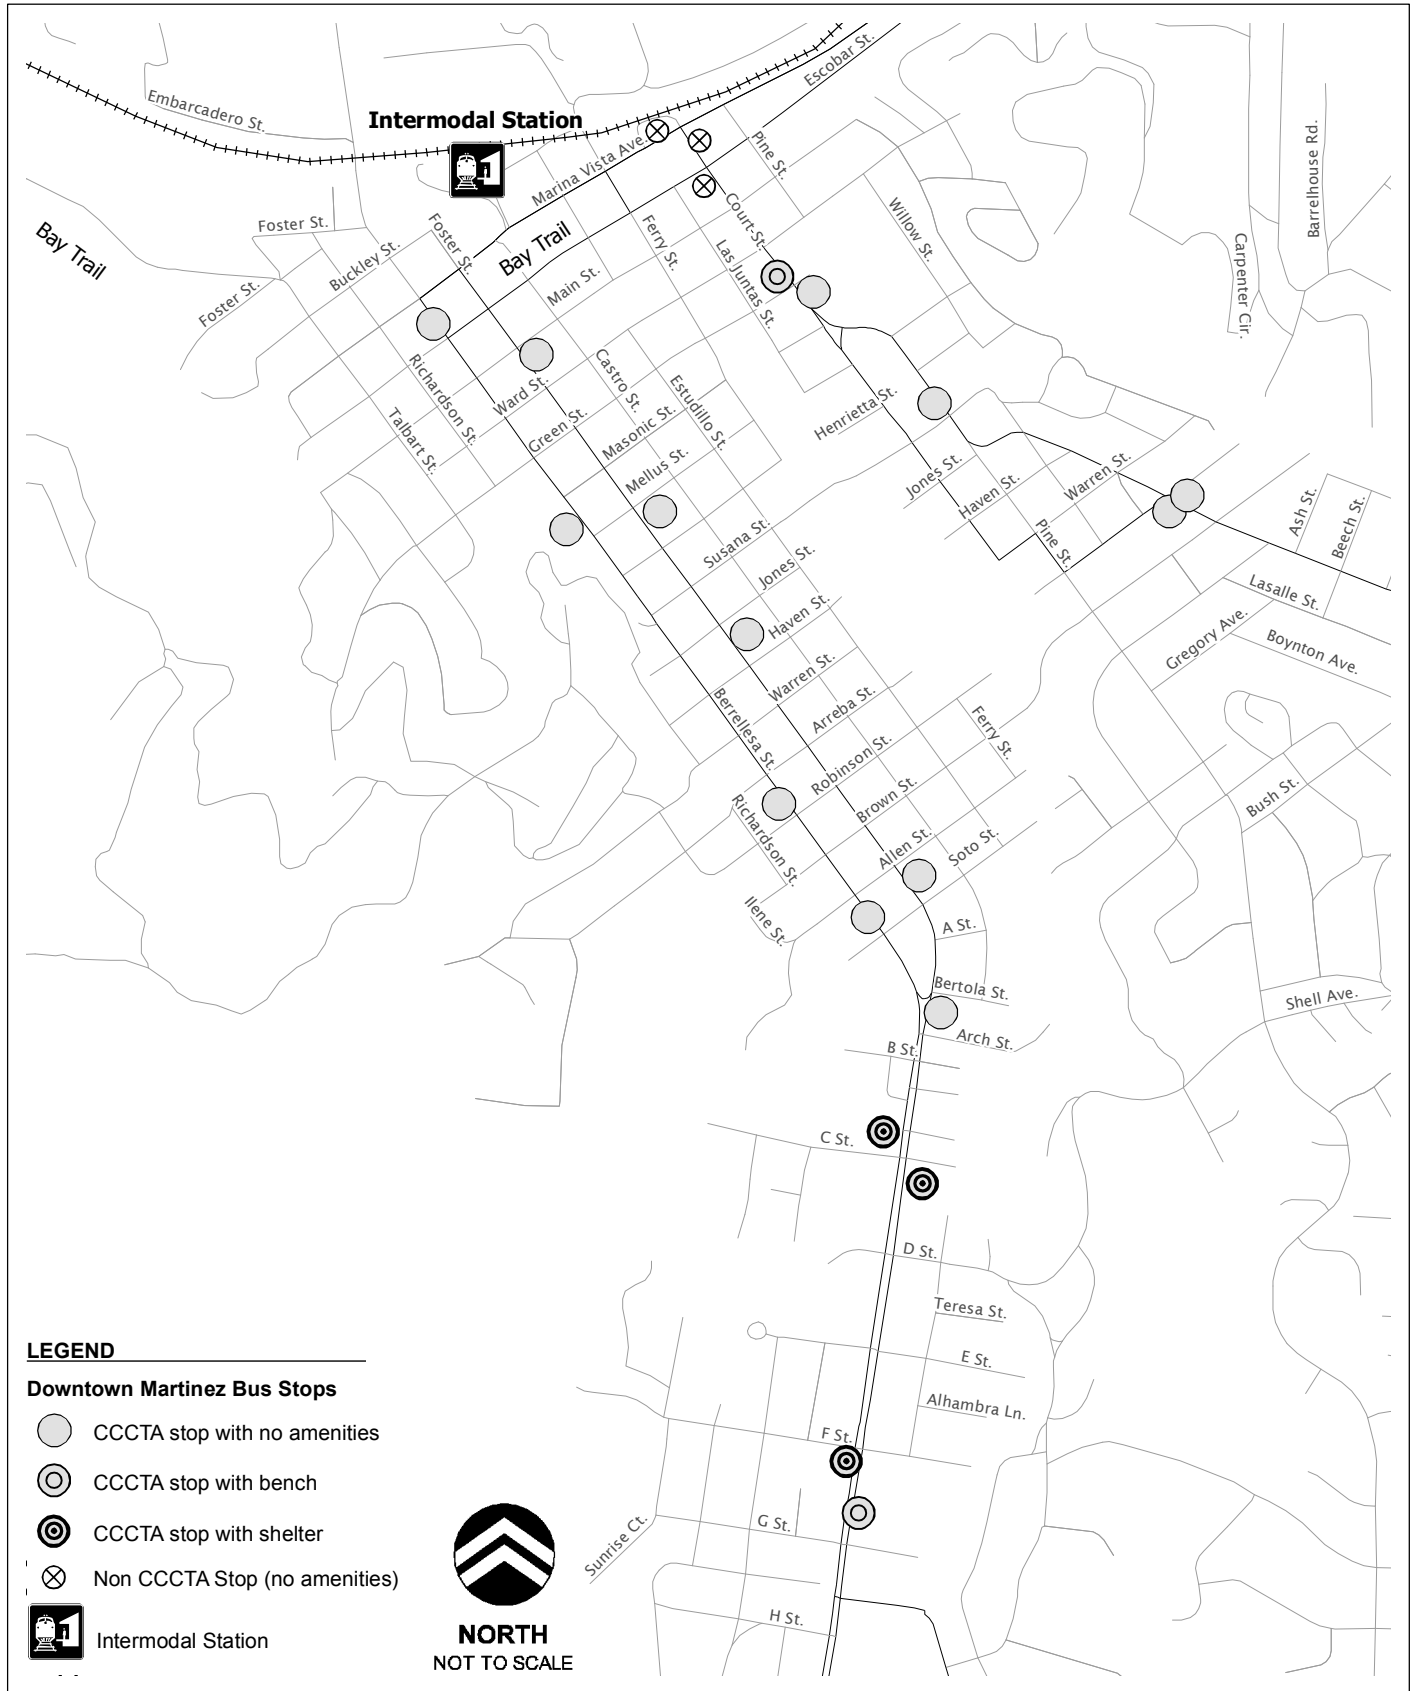 Escobar St.
Embarcadero St.
Intermodal Station
Marina Vista Ave.
Pine St.
Barrelhouse Rd.
Bay Trail
Foster St.
Buckley St.
Foster St.
Foster St.
Bay Trail
Main St.
Ferry St.
Court St.
Las Juntas St.
Willow St.
Carpenter Cir.
Richardson St.
Talbart St.
Ward St.
Green St.
Castro St.
Masonic St.
Estudillo St.
Mellus St.
Henrietta St.
Jones St.
Haven St.
Warren St.
Pine St.
Ash St.
Beech St.
Lasalle St.
Gregory Ave.
Boynton Ave.
Susana St.
Jones St.
Haven St.
Warren St.
Arreba St.
Berrellesa St.
Robinson St.
Ferry St.
Brown St.
Richardson St.
Allen St.
Soto St.
Bush St.
Ilene St.
A St.
Bertola St.
Shell Ave.
Arch St.
B St.
C St.
D St.
Teresa St.
E St.
Alhambra Ln.
F St.
G St.
Sunrise Ct.
H St.
LEGEND
Downtown Martinez Bus Stops
CCCTA stop with no amenities
CCCTA stop with bench
CCCTA stop with shelter
Non CCCTA Stop (no amenities)
Intermodal Station
NORTH
NOT TO SCALE